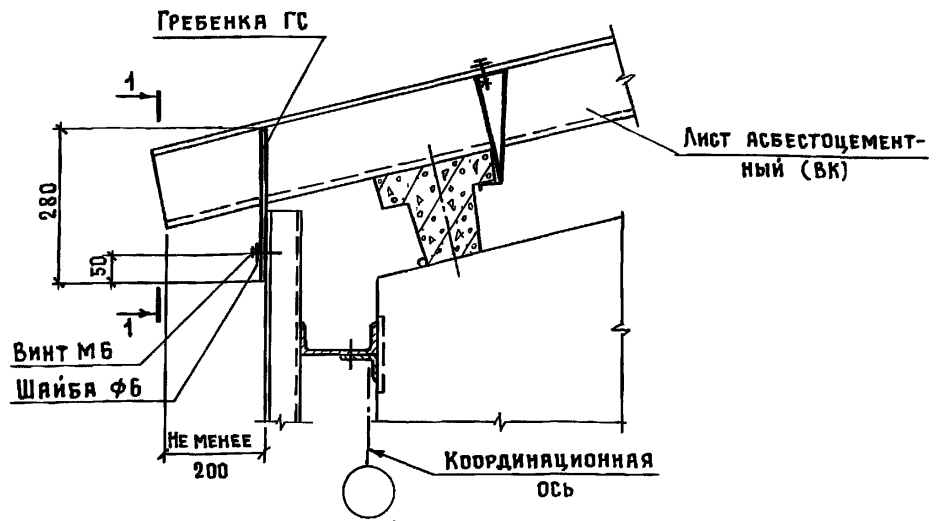 Гребенка ГС
1
Лист асбестоцемент-
ный (ВК)
280
50
1
Винт М6
Шайба ф6
Не менее
200
Координационная
ось